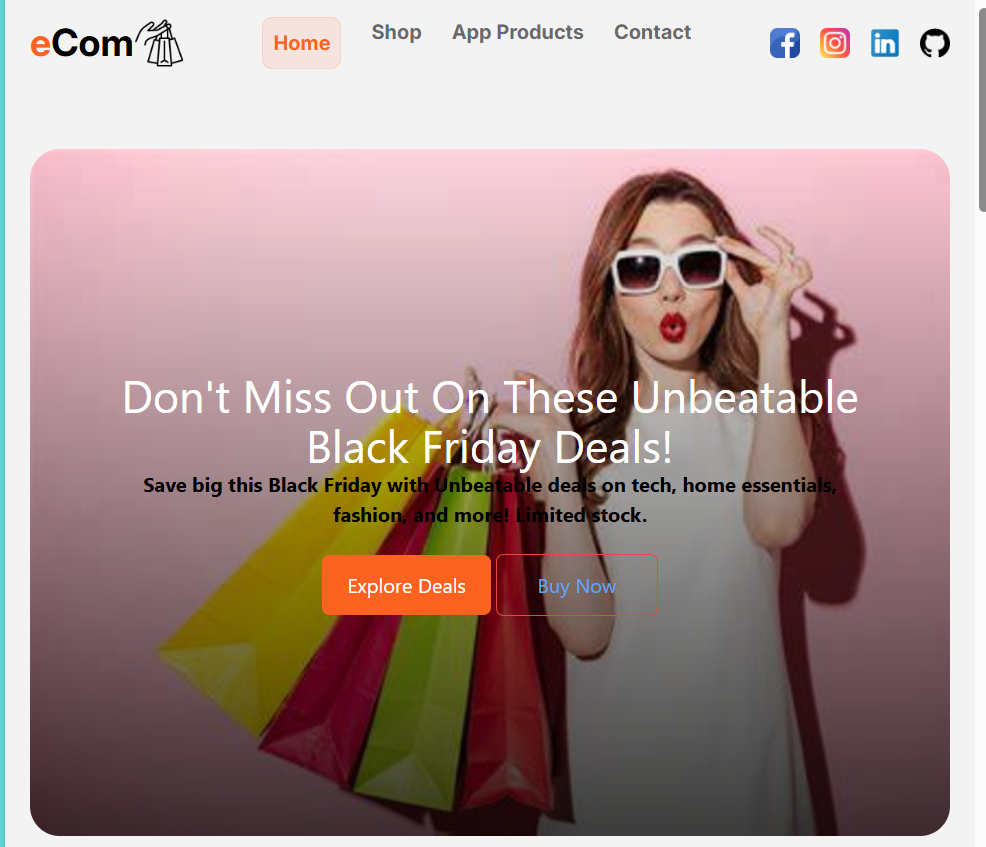 eCom
Home
Shop
App Products
Contact
Don't Miss Out On These Unbeatable
Black Friday Deals!
Save big this Black Friday with Unbeatable deals on tech, home essentials,
fashion, and more! Limited stock.
Explore Deals
Buy Now